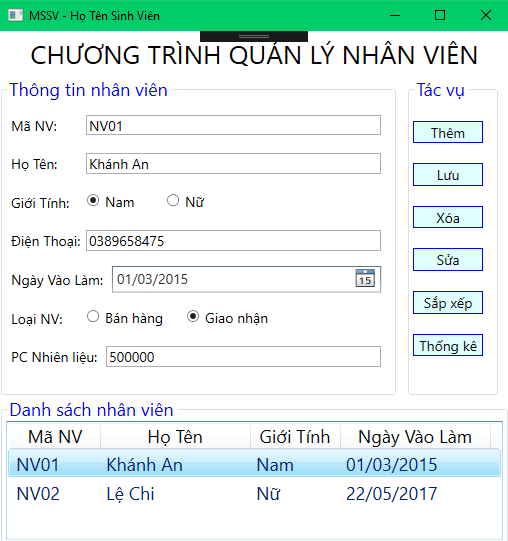 MSSV - Họ Tên Sinh Viên
CHƯƠNG TRÌNH QUẢN LÝ NHÂN VIÊN
Thông tin nhân viên
Mã NV: NV01
Họ Tên: Khánh An
Giới Tính: Nam Nữ
Điện Thoại: 0389658475
Ngày Vào Làm: 01/03/2015 15
Loại NV: Bán hàng Giao nhận
PC Nhiên liệu: 500000
Tác vụ
Thêm
Lưu
Xóa
Sửa
Sắp xếp
Thống kê
Danh sách nhân viên
Mã NV Họ Tên Giới Tính Ngày Vào Làm
NV01 Khánh An Nam 01/03/2015
NV02 Lệ Chi Nữ 22/05/2017